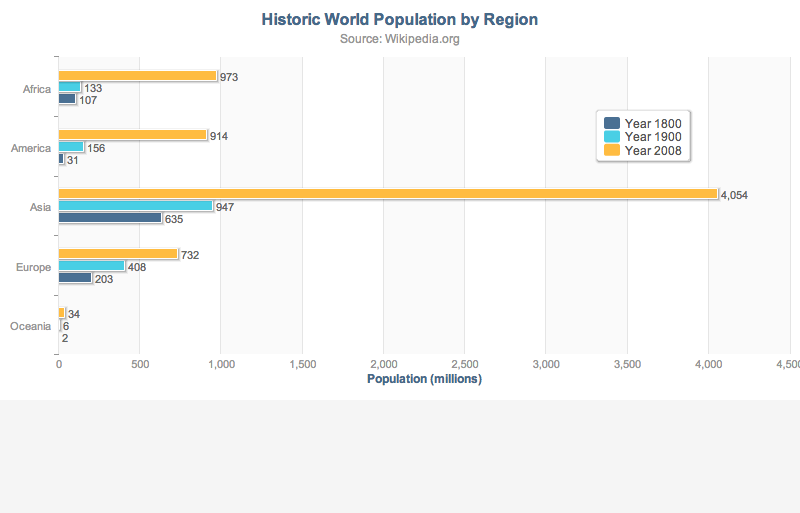 Historic World Population by Region
Source: Wikipedia.org
Africa
973
133
107
America
914
156
31
Asia
4,054
947
635
Europe
732
408
203
Oceania
34
6
2
Year 1800
Year 1900
Year 2008
0 500 1,000 1,500 2,000 2,500 3,000 3,500 4,000 4,500
Population (millions)